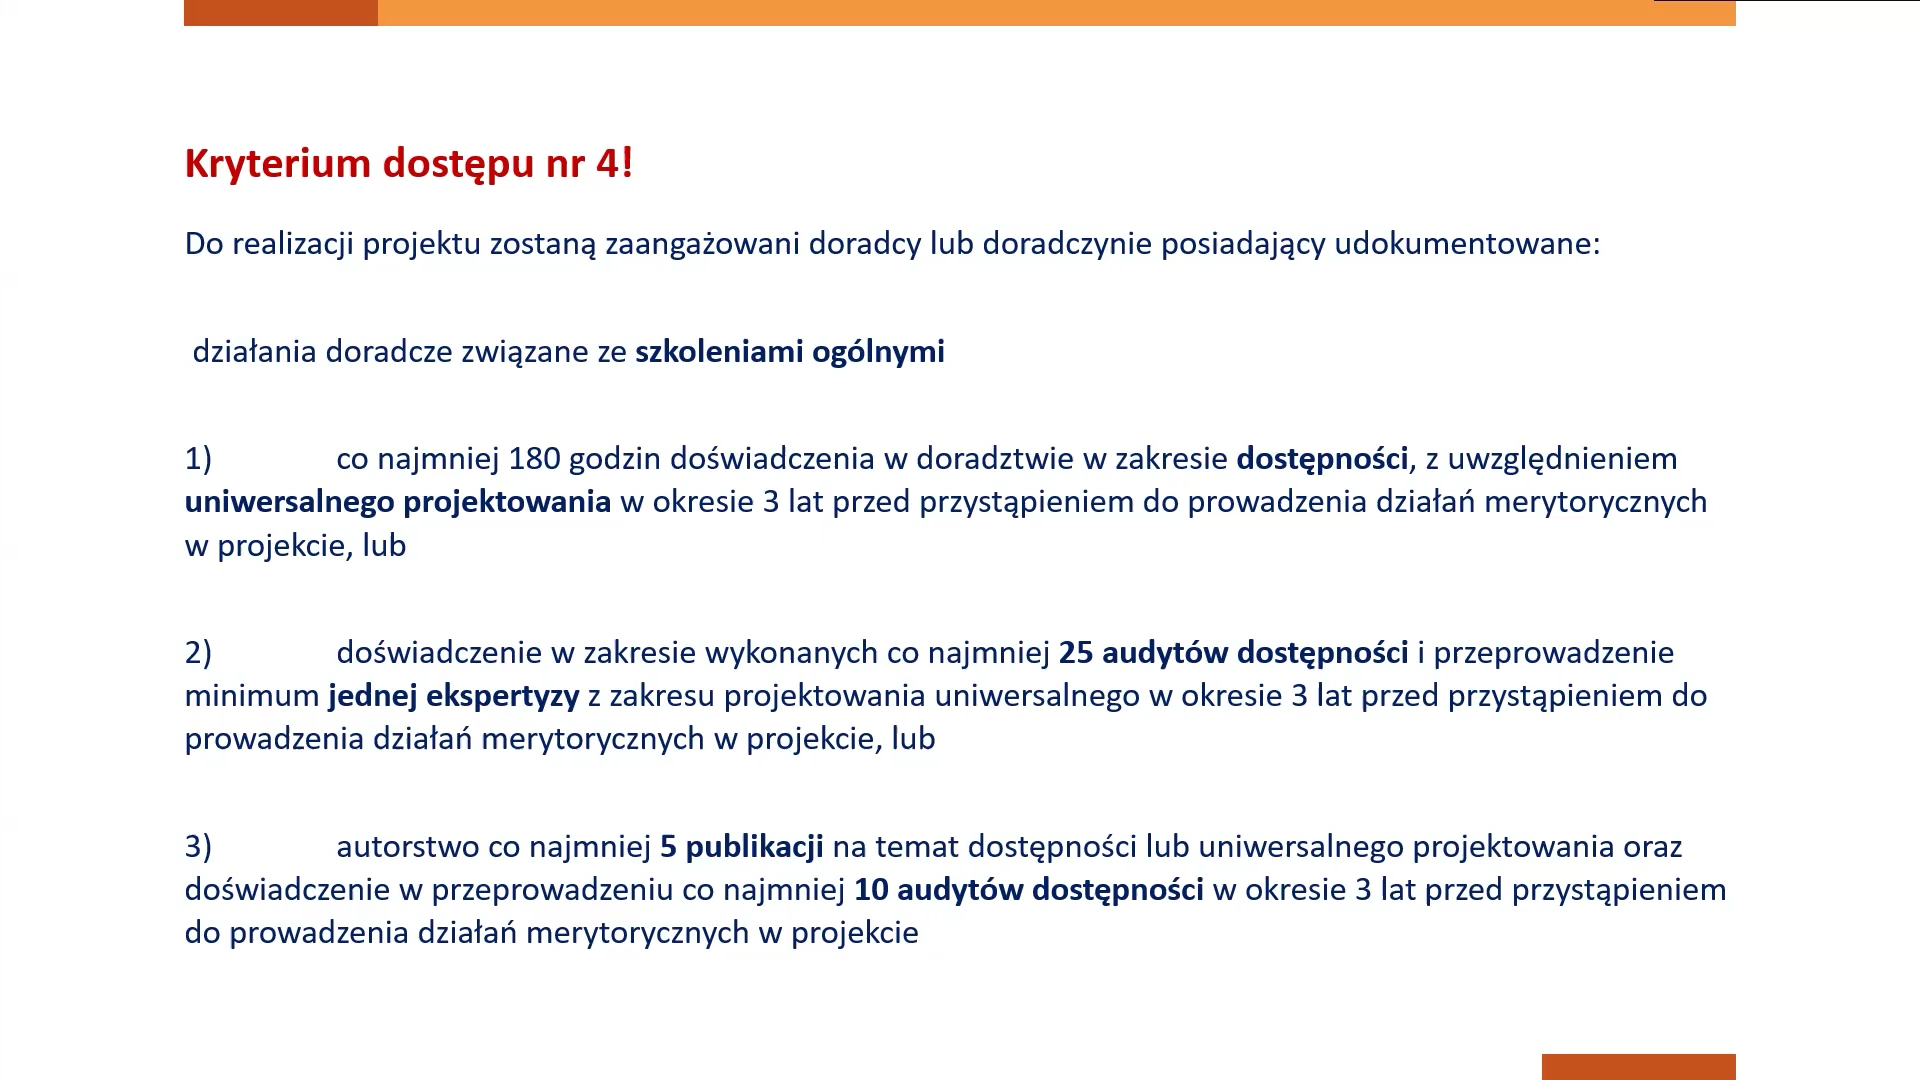 Kryterium dostępu nr 4!
Do realizacji projektu zostaną zaangażowani doradcy lub doradczynie posiadający udokumentowane:
działania doradcze związane ze szkoleniami ogólnymi
1) co najmniej 180 godzin doświadczenia w doradztwie w zakresie dostępności, z uwzględnieniem
uniwersalnego projektowania w okresie 3 lat przed przystąpieniem do prowadzenia działań merytorycznych
w projekcie, lub
2) doświadczenie w zakresie wykonanych co najmniej 25 audytów dostępności i przeprowadzenie
minimum jednej ekspertyzy z zakresu projektowania uniwersalnego w okresie 3 lat przed przystąpieniem do
prowadzenia działań merytorycznych w projekcie, lub
3) autorstwo co najmniej 5 publikacji na temat dostępności lub uniwersalnego projektowania oraz
doświadczenie w przeprowadzeniu co najmniej 10 audytów dostępności w okresie 3 lat przed przystąpieniem
do prowadzenia działań merytorycznych w projekcie